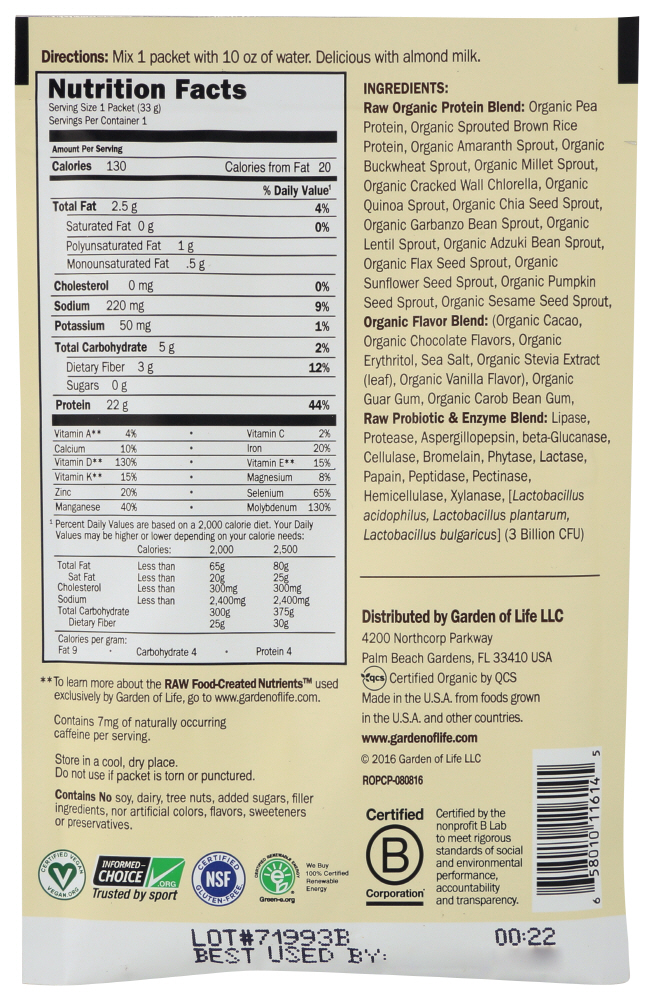 Directions: Mix 1 packet with 10 oz of water. Delicious with almond milk.
Nutrition Facts
Serving Size 1 Packet (33 g)
Servings Per Container 1
Amount Per Serving
Calories 130 Calories from Fat 20
% Daily Value¹
Total Fat 2.5 g 4%
Saturated Fat 0 g 0%
Polyunsaturated Fat 1 g
Monounsaturated Fat .5 g
Cholesterol 0 mg 0%
Sodium 220 mg 9%
Potassium 50 mg 1%
Total Carbohydrate 5 g 2%
Dietary Fiber 3 g 12%
Sugars 0 g
Protein 22 g 44%
Vitamin A** 4% • Vitamin C 2%
Calcium 10% • Iron 20%
Vitamin D** 130% • Vitamin E** 15%
Vitamin K** 15% • Magnesium 8%
Zinc 20% • Selenium 65%
Manganese 40% • Molybdenum 130%
¹ Percent Daily Values are based on a 2,000 calorie diet. Your Daily
Values may be higher or lower depending on your calorie needs:
Calories: 2,000 2,500
Total Fat Less than 65g 80g
Sat Fat Less than 20g 25g
Cholesterol Less than 300mg 300mg
Sodium Less than 2,400mg 2,400mg
Total Carbohydrate 300g 375g
Dietary Fiber 25g 30g
Calories per gram:
Fat 9 • Carbohydrate 4 • Protein 4
**To learn more about the RAW Food-Created Nutrients™ used
exclusively by Garden of Life, go to www.gardenoflife.com.
Contains 7mg of naturally occurring
caffeine per serving.
Store in a cool, dry place.
Do not use if packet is torn or punctured.
Contains No soy, dairy, tree nuts, added sugars, filler
ingredients, nor artificial colors, flavors, sweeteners
or preservatives.
CERTIFIED VEGAN
V
VEGAN.ORG
INFORMED–
CHOICE
.ORG
Trusted by sport
CERTIFIED
NSF
GLUTEN-FREE
CERTIFIED RENEWABLE ENERGY
e
Green-e.org
We Buy
100% Certified
Renewable
Energy
INGREDIENTS:
Raw Organic Protein Blend: Organic Pea
Protein, Organic Sprouted Brown Rice
Protein, Organic Amaranth Sprout, Organic
Buckwheat Sprout, Organic Millet Sprout,
Organic Cracked Wall Chlorella, Organic
Quinoa Sprout, Organic Chia Seed Sprout,
Organic Garbanzo Bean Sprout, Organic
Lentil Sprout, Organic Adzuki Bean Sprout,
Organic Flax Seed Sprout, Organic
Sunflower Seed Sprout, Organic Pumpkin
Seed Sprout, Organic Sesame Seed Sprout,
Organic Flavor Blend: (Organic Cacao,
Organic Chocolate Flavors, Organic
Erythritol, Sea Salt, Organic Stevia Extract
(leaf), Organic Vanilla Flavor), Organic
Guar Gum, Organic Carob Bean Gum,
Raw Probiotic & Enzyme Blend: Lipase,
Protease, Aspergillopepsin, beta-Glucanase,
Cellulase, Bromelain, Phytase, Lactase,
Papain, Peptidase, Pectinase,
Hemicellulase, Xylanase, [Lactobacillus
acidophilus, Lactobacillus plantarum,
Lactobacillus bulgaricus] (3 Billion CFU)
Distributed by Garden of Life LLC
4200 Northcorp Parkway
Palm Beach Gardens, FL 33410 USA
qcs Certified Organic by QCS
Made in the U.S.A. from foods grown
in the U.S.A. and other countries.
www.gardenoflife.com
© 2016 Garden of Life LLC
ROPCP-080816
Certified
B
Corporation
Certified by the
nonprofit B Lab
to meet rigorous
standards of social
and environmental
performance,
accountability
and transparency.
6 58010 11614 5
LOT#71993B 00:22
BEST USED BY: